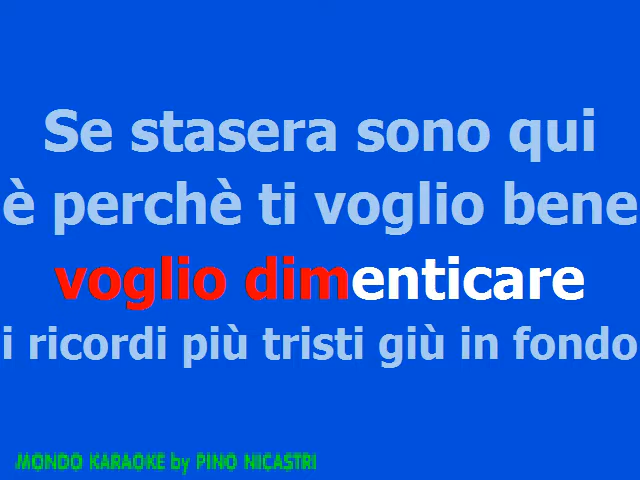 Se stasera sono qui
è perchè ti voglio bene
voglio dimenticare
i ricordi più tristi giù in fondo
MONDO KARAOKE by PINO NICASTRI